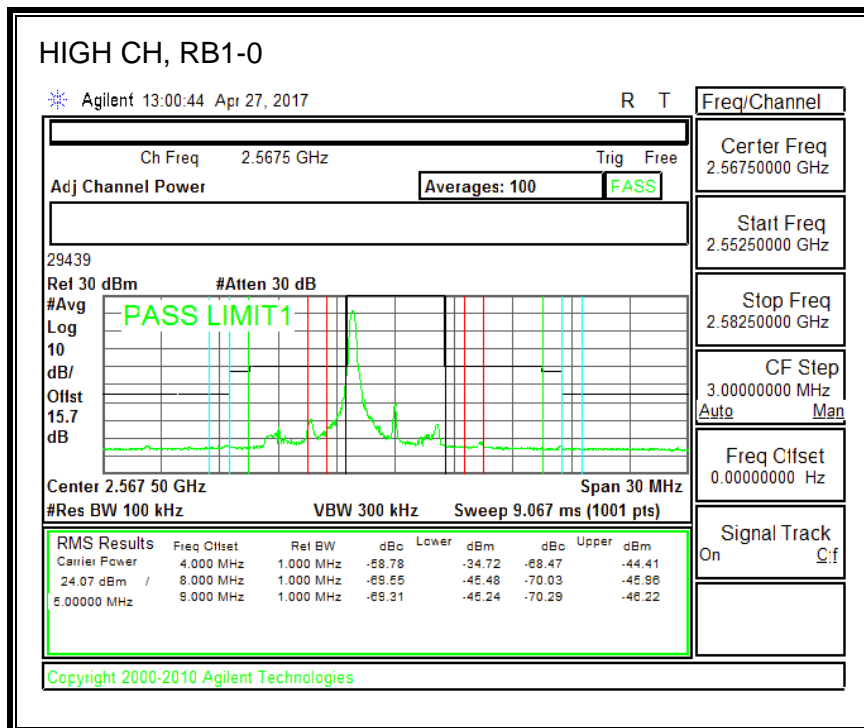 HIGH CH, RB1-0
Agilent 13:00:44 Apr 27, 2017 R T
Freq/Channel
Ch Freq 2.5675 GHz Trig Free
Adj Channel Power Averages: 100 PASS
29439
Ref 30 dBm #Atten 30 dB
#Avg
Log
10
dB/
Offst
15.7
dB
PASS LIMIT1
Center 2.567 50 GHz Span 30 MHz
#Res BW 100 kHz VBW 300 kHz Sweep 9.067 ms (1001 pts)
RMS Results Freq Offset Ref BW dBc Lower dBm dBc Upper dBm
Carrier Power 4.000 MHz 1.000 MHz -58.78 -34.72 -68.47 -44.41
24.07 dBm / 8.000 MHz 1.000 MHz -69.55 -45.48 -70.03 -45.96
5.00000 MHz 9.000 MHz 1.000 MHz -69.31 -45.24 -70.29 -46.22
Center Freq
2.56750000 GHz
Start Freq
2.55250000 GHz
Stop Freq
2.58250000 GHz
CF Step
3.00000000 MHz
Auto Man
Freq Offset
0.00000000 Hz
Signal Track
On Off
Copyright 2000-2010 Agilent Technologies